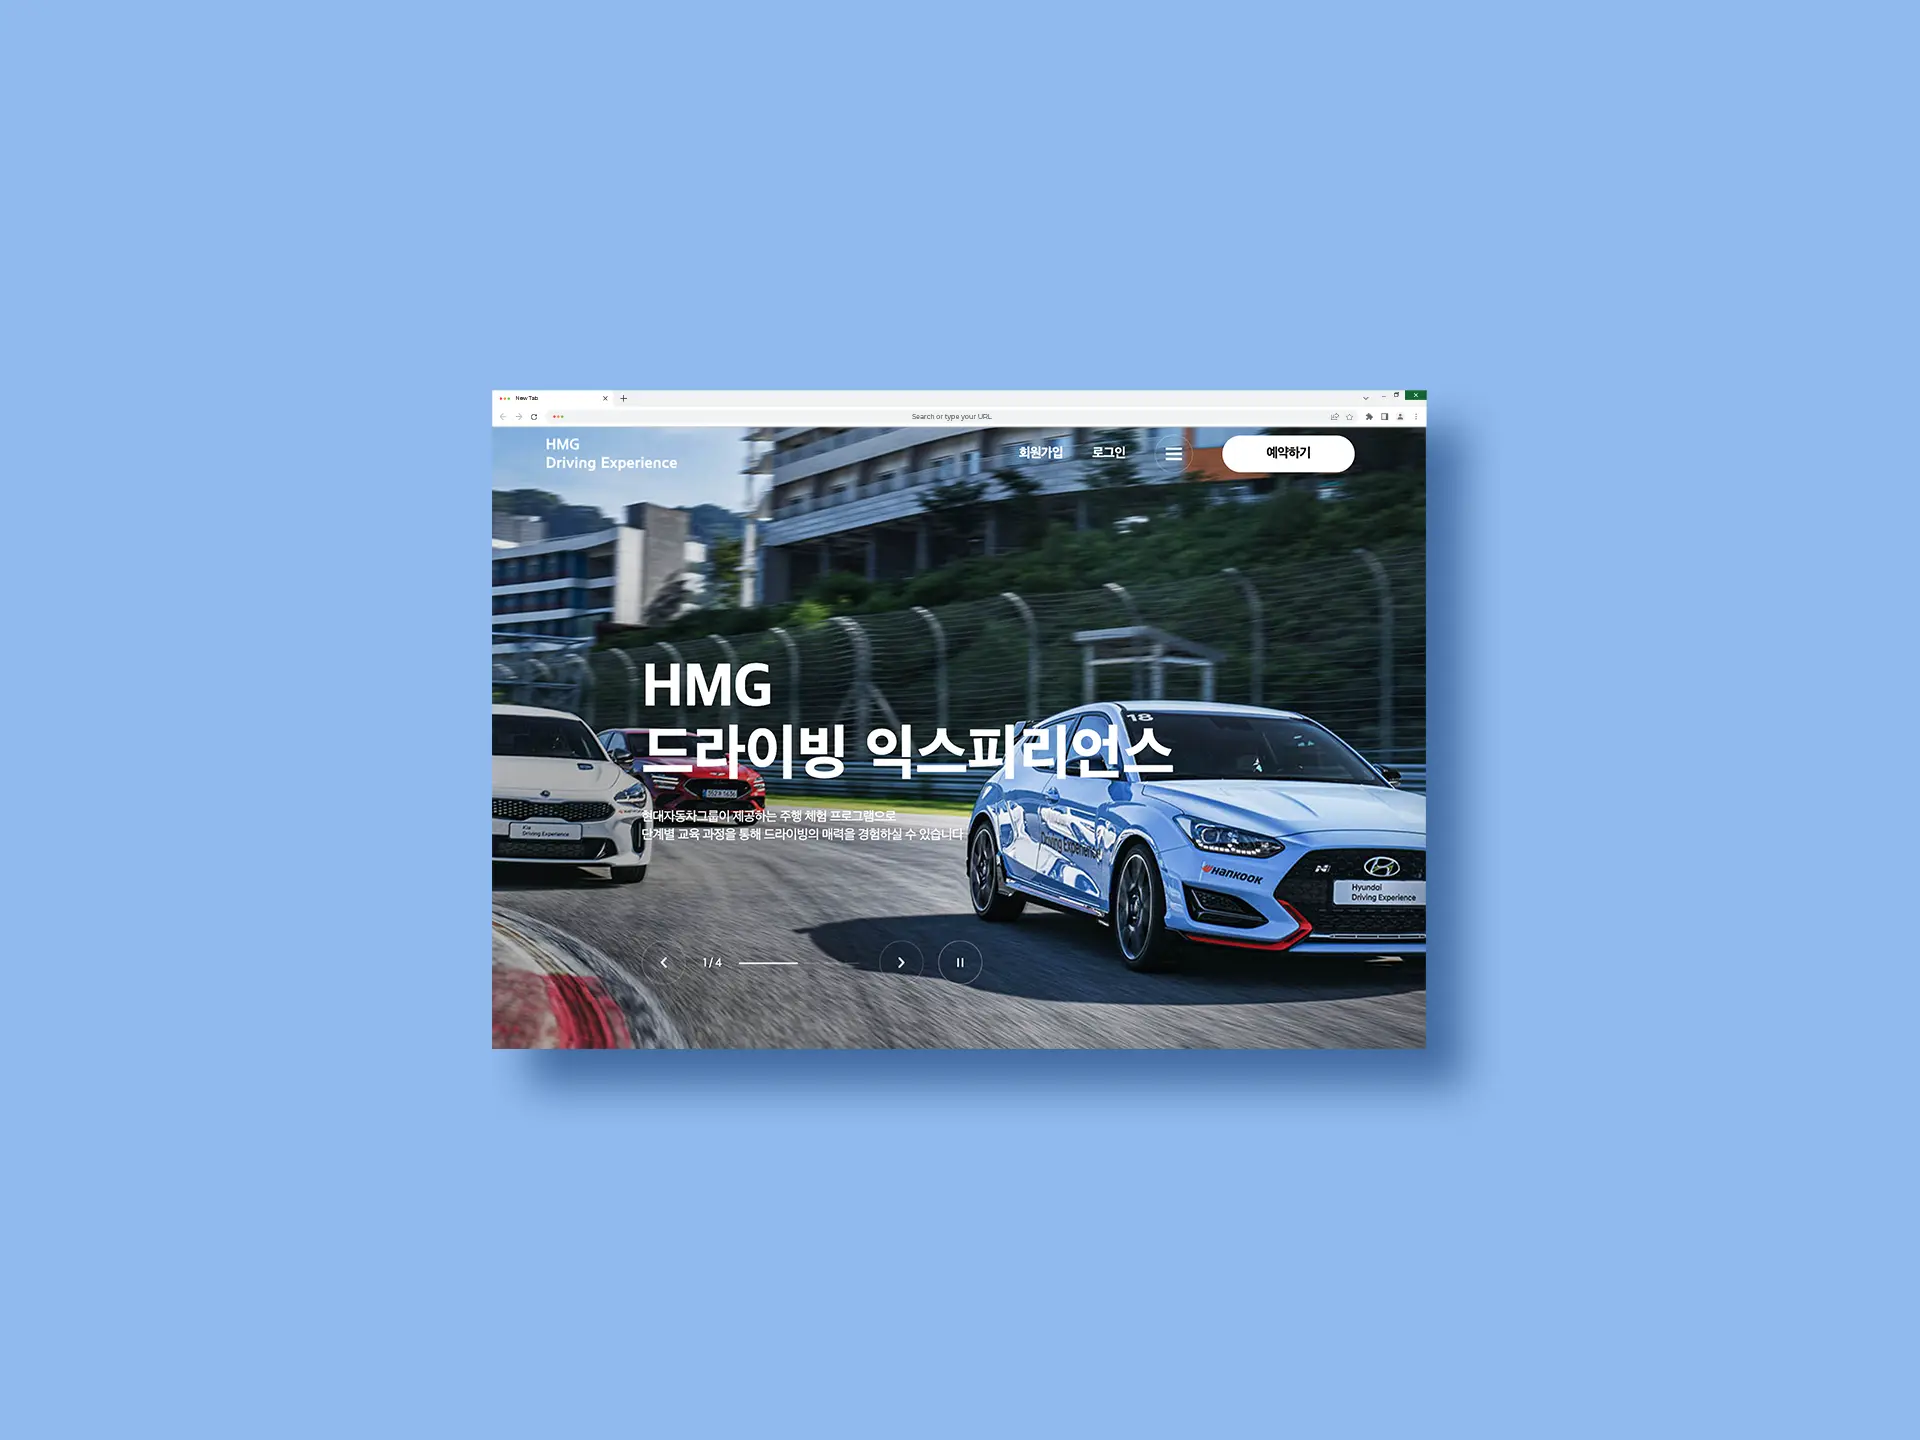 New Tab
Search or type your URL
HMG
Driving Experience
회원가입
로그인
예약하기
HMG
드라이빙 익스피리언스
현대자동차그룹이 제공하는 주행 체험 프로그램으로
단계별 교육 과정을 통해 드라이빙의 매력을 경험하실 수 있습니다
1/4
18
Kia
Driving Experience
Driving Experience
Hankook
N
Hyundai
Driving Experience